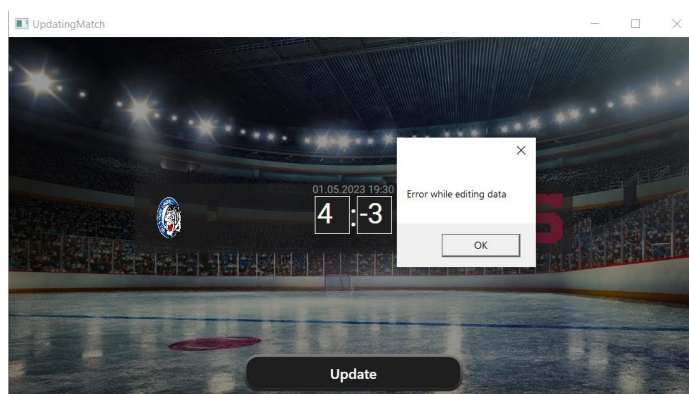 UpdatingMatch
01.05.2023 19:30
4 : -3
Error while editing data
OK
Update